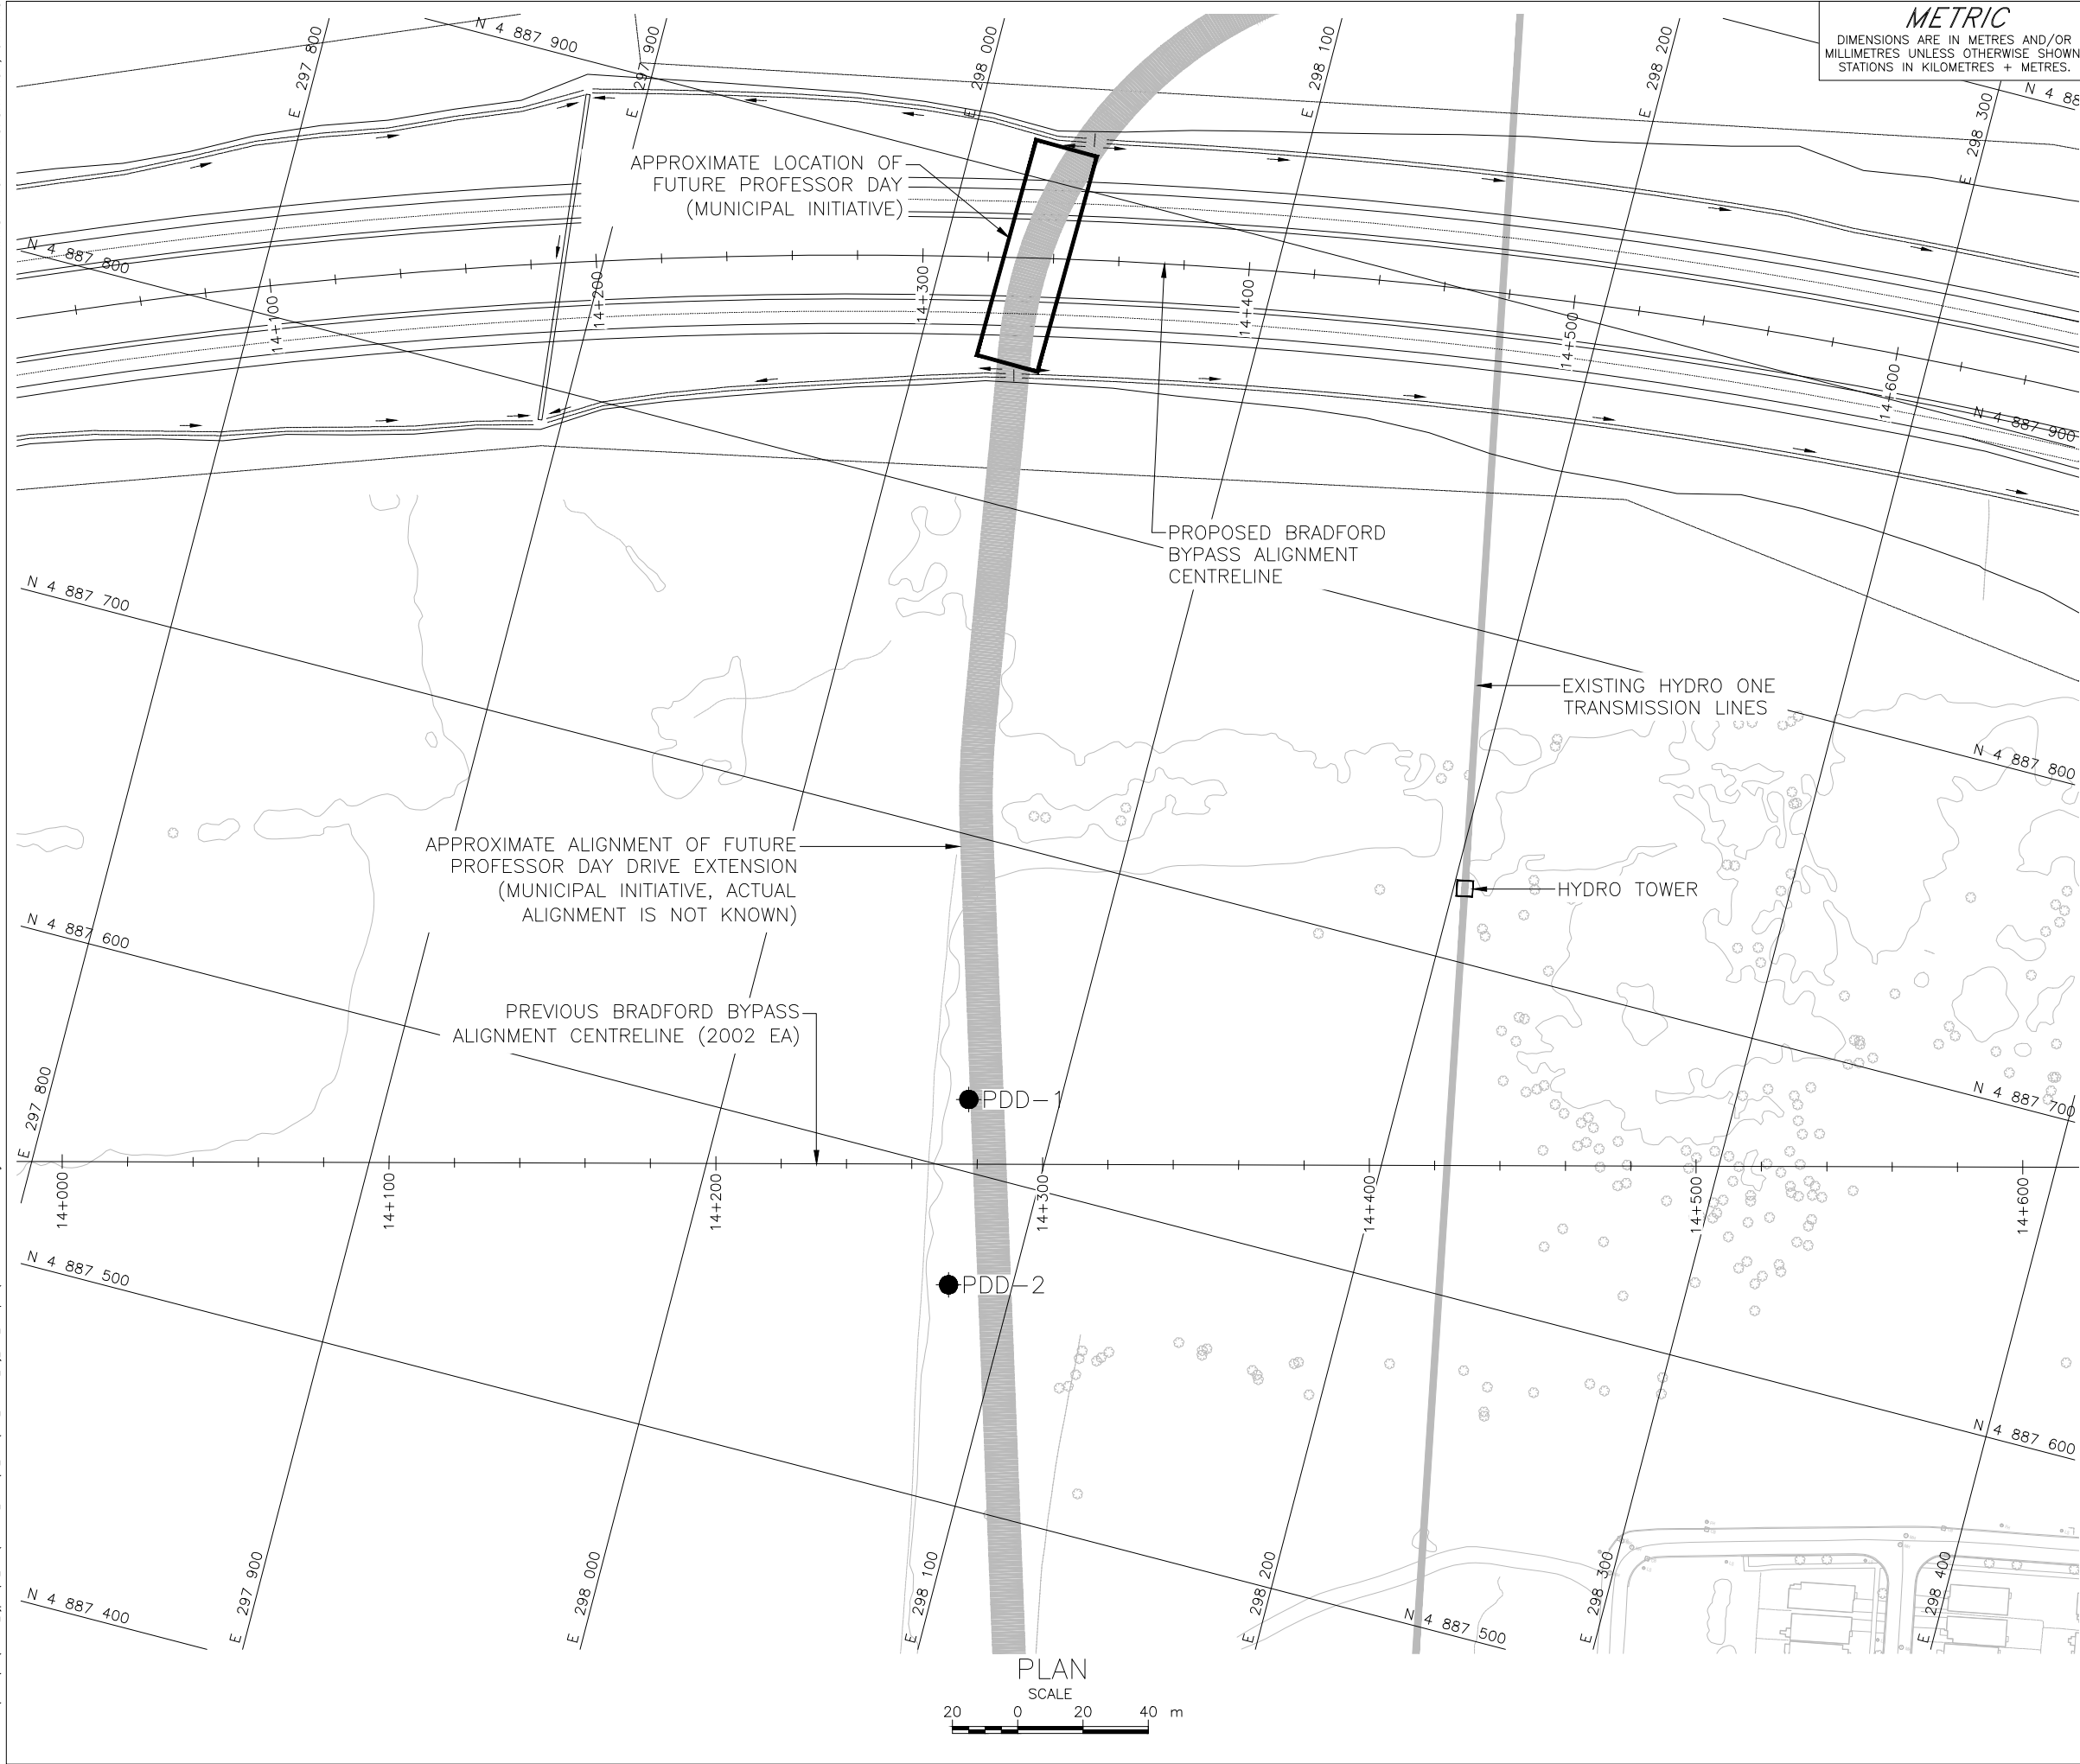 METRIC
DIMENSIONS ARE IN METRES AND/OR
MILLIMETRES UNLESS OTHERWISE SHOWN
STATIONS IN KILOMETRES + METRES.
N 4 887 900
E 297 800
E 297 900
E 298 000
E 298 100
E 298 200
E 298 300
N 4 88
APPROXIMATE LOCATION OF
FUTURE PROFESSOR DAY
(MUNICIPAL INITIATIVE)
N 4 887 800
14+100
14+200
14+300
14+400
14+500
14+600
N 4 887 900
PROPOSED BRADFORD
BYPASS ALIGNMENT
CENTRELINE
N 4 887 700
EXISTING HYDRO ONE
TRANSMISSION LINES
N 4 887 800
APPROXIMATE ALIGNMENT OF FUTURE
PROFESSOR DAY DRIVE EXTENSION
(MUNICIPAL INITIATIVE, ACTUAL
ALIGNMENT IS NOT KNOWN)
HYDRO TOWER
N 4 887 600
PREVIOUS BRADFORD BYPASS
ALIGNMENT CENTRELINE (2002 EA)
PDD-1
N 4 887 700
E 297 800
14+000
14+100
14+200
14+300
14+400
14+500
14+600
N 4 887 500
PDD-2
N 4 887 600
N 4 887 400
E 297 900
E 298 000
E 298 100
E 298 200
N 4 887 500
E 298 300
E 298 400
PLAN
SCALE
20 0 20 40 m